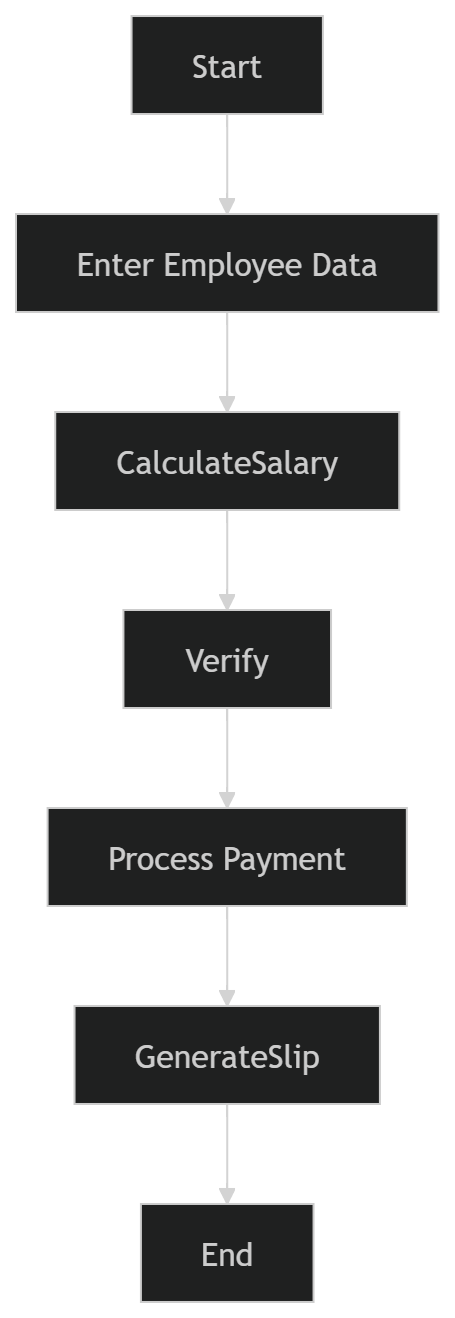 Start
Enter Employee Data
CalculateSalary
Verify
Process Payment
GenerateSlip
End